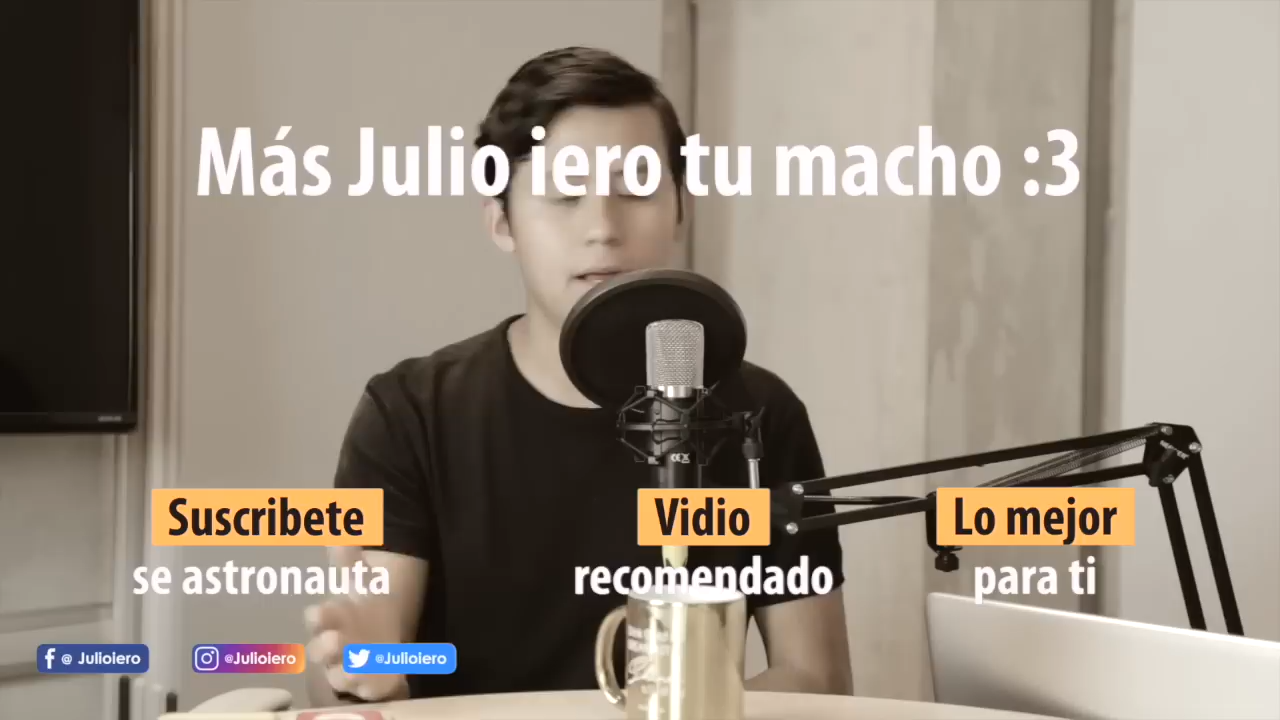 Más Julio iero tu macho :3
Suscribete
se astronauta
Vidio
recomendado
Lo mejor
para ti
@ Julioiero
@Julioiero
@Julioiero